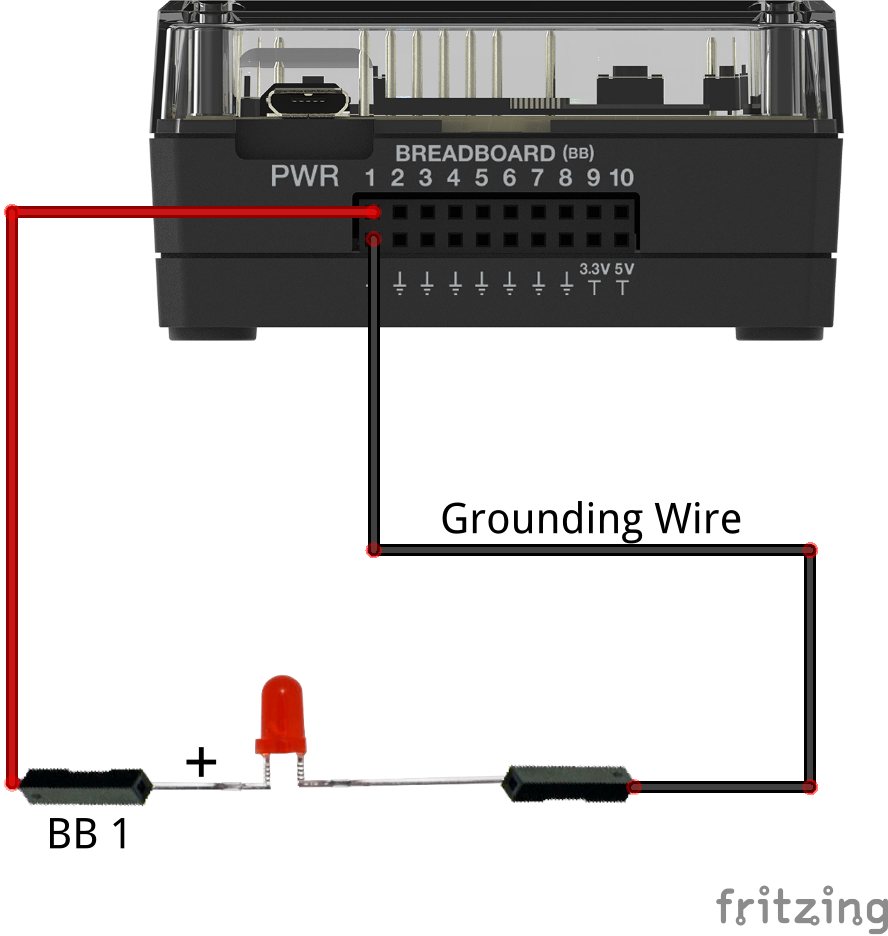 BREADBOARD (BB)
PWR 1 2 3 4 5 6 7 8 9 10
3.3V 5V
Grounding Wire
+
BB 1
fritzing